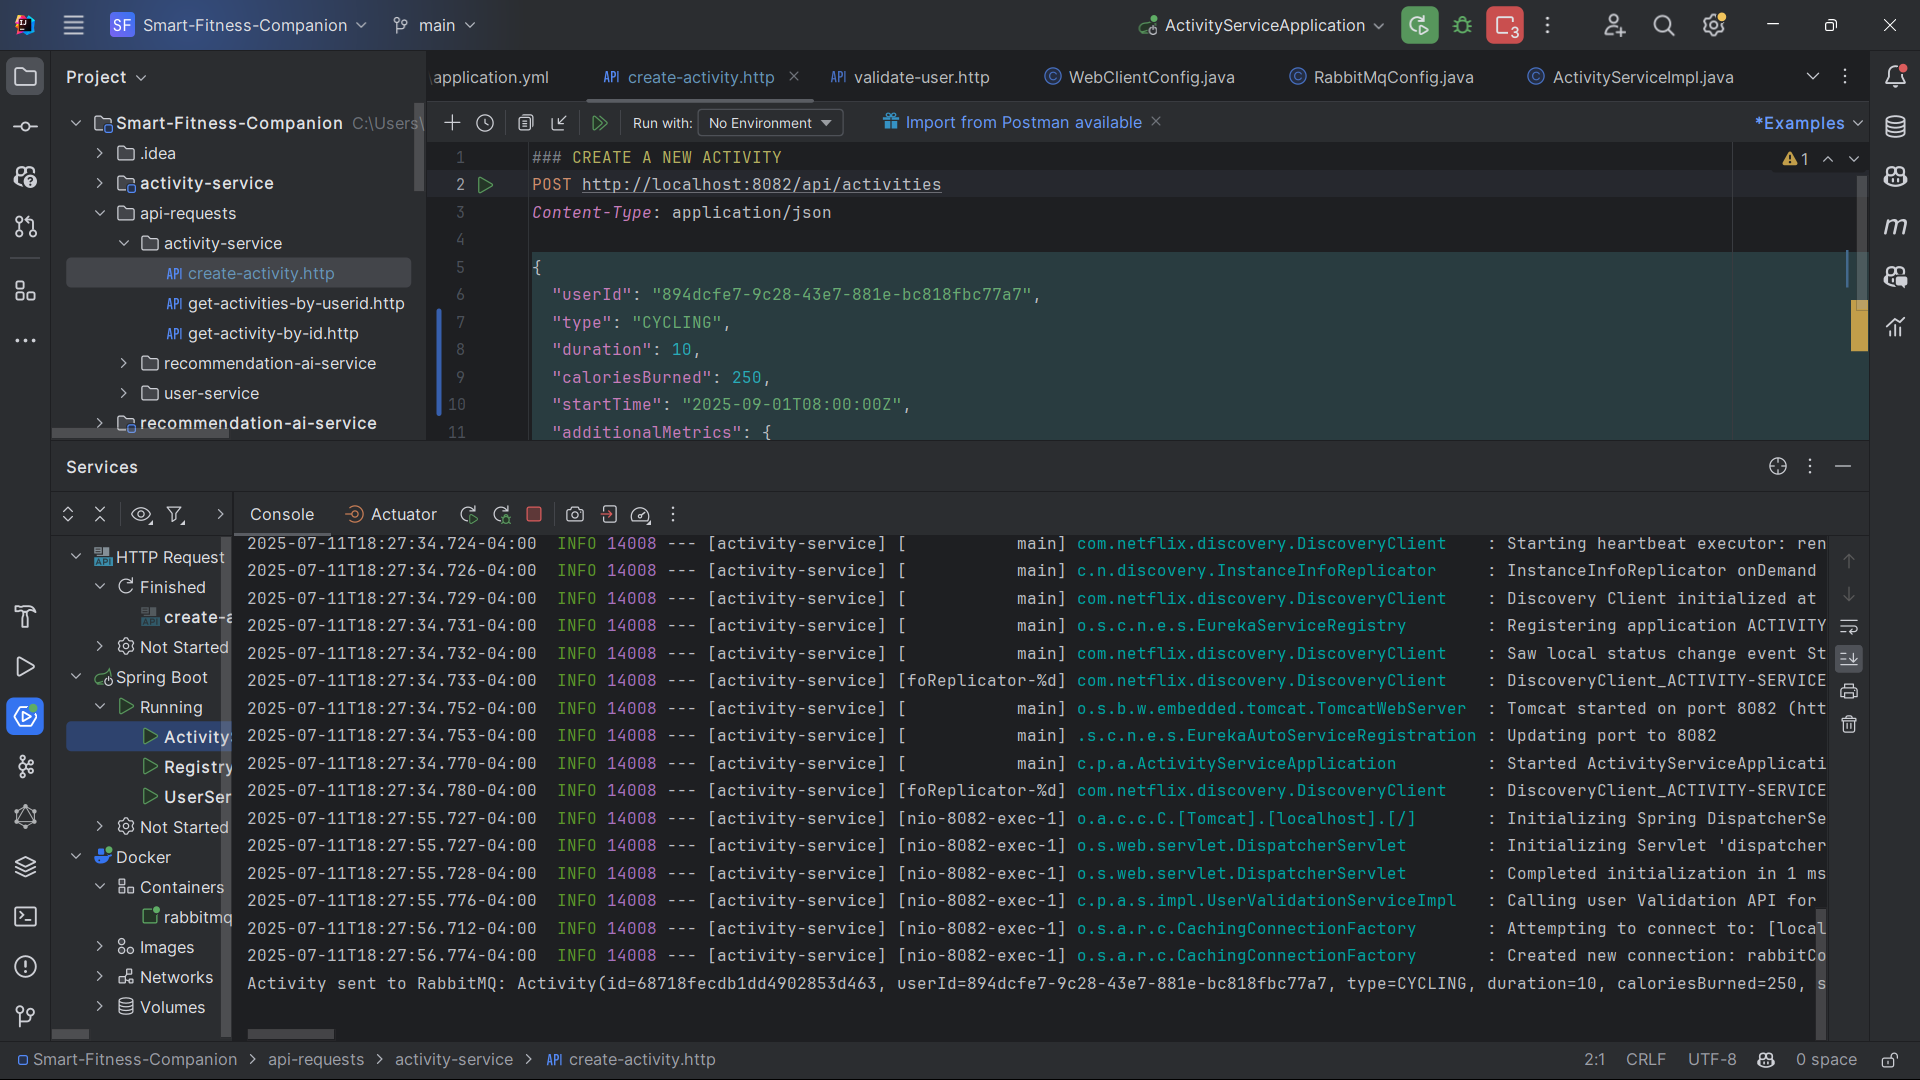 SF Smart-Fitness-Companion main ActivityServiceApplication 3
Project
application.yml API create-activity.http API validate-user.http WebClientConfig.java RabbitMqConfig.java ActivityServiceImpl.java
Smart-Fitness-Companion C:\Users\
.idea
activity-service
api-requests
activity-service
API create-activity.http
API get-activities-by-userid.http
API get-activity-by-id.http
recommendation-ai-service
user-service
recommendation-ai-service
Run with: No Environment Import from Postman available *Examples
1 ### CREATE A NEW ACTIVITY 1
2 POST http://localhost:8082/api/activities
3 Content-Type: application/json
4
5 {
6 "userId": "894dcfe7-9c28-43e7-881e-bc818fbc77a7",
7 "type": "CYCLING",
8 "duration": 10,
9 "caloriesBurned": 250,
10 "startTime": "2025-09-01T08:00:00Z",
11 "additionalMetrics": {
Services
Console Actuator
HTTP Request
Finished
create-a
Not Started
Spring Boot
Running
Activity
Registry
UserSer
Not Started
Docker
Containers
rabbitmq
Images
Networks
Volumes
2025-07-11T18:27:34.724-04:00 INFO 14008 --- [activity-service] [ main] com.netflix.discovery.DiscoveryClient : Starting heartbeat executor: ren
2025-07-11T18:27:34.726-04:00 INFO 14008 --- [activity-service] [ main] c.n.discovery.InstanceInfoReplicator : InstanceInfoReplicator onDemand
2025-07-11T18:27:34.729-04:00 INFO 14008 --- [activity-service] [ main] com.netflix.discovery.DiscoveryClient : Discovery Client initialized at
2025-07-11T18:27:34.731-04:00 INFO 14008 --- [activity-service] [ main] o.s.c.n.e.s.EurekaServiceRegistry : Registering application ACTIVITY
2025-07-11T18:27:34.732-04:00 INFO 14008 --- [activity-service] [ main] com.netflix.discovery.DiscoveryClient : Saw local status change event St
2025-07-11T18:27:34.733-04:00 INFO 14008 --- [activity-service] [foReplicator-%d] com.netflix.discovery.DiscoveryClient : DiscoveryClient_ACTIVITY-SERVICE
2025-07-11T18:27:34.752-04:00 INFO 14008 --- [activity-service] [ main] o.s.b.w.embedded.tomcat.TomcatWebServer : Tomcat started on port 8082 (htt
2025-07-11T18:27:34.753-04:00 INFO 14008 --- [activity-service] [ main] .s.c.n.e.s.EurekaAutoServiceRegistration : Updating port to 8082
2025-07-11T18:27:34.770-04:00 INFO 14008 --- [activity-service] [ main] c.p.a.ActivityServiceApplication : Started ActivityServiceApplicati
2025-07-11T18:27:34.780-04:00 INFO 14008 --- [activity-service] [foReplicator-%d] com.netflix.discovery.DiscoveryClient : DiscoveryClient_ACTIVITY-SERVICE
2025-07-11T18:27:55.727-04:00 INFO 14008 --- [activity-service] [nio-8082-exec-1] o.a.c.c.C.[Tomcat].[localhost].[/] : Initializing Spring DispatcherSe
2025-07-11T18:27:55.727-04:00 INFO 14008 --- [activity-service] [nio-8082-exec-1] o.s.web.servlet.DispatcherServlet : Initializing Servlet 'dispatcher
2025-07-11T18:27:55.728-04:00 INFO 14008 --- [activity-service] [nio-8082-exec-1] o.s.web.servlet.DispatcherServlet : Completed initialization in 1 ms
2025-07-11T18:27:55.776-04:00 INFO 14008 --- [activity-service] [nio-8082-exec-1] c.p.a.s.impl.UserValidationServiceImpl : Calling user Validation API for
2025-07-11T18:27:56.712-04:00 INFO 14008 --- [activity-service] [nio-8082-exec-1] o.s.a.r.c.CachingConnectionFactory : Attempting to connect to: [local
2025-07-11T18:27:56.774-04:00 INFO 14008 --- [activity-service] [nio-8082-exec-1] o.s.a.r.c.CachingConnectionFactory : Created new connection: rabbitCo
Activity sent to RabbitMQ: Activity(id=68718fecdb1dd4902853d463, userId=894dcfe7-9c28-43e7-881e-bc818fbc77a7, type=CYCLING, duration=10, caloriesBurned=250, s
Smart-Fitness-Companion > api-requests > activity-service > API create-activity.http 2:1 CRLF UTF-8 0 space